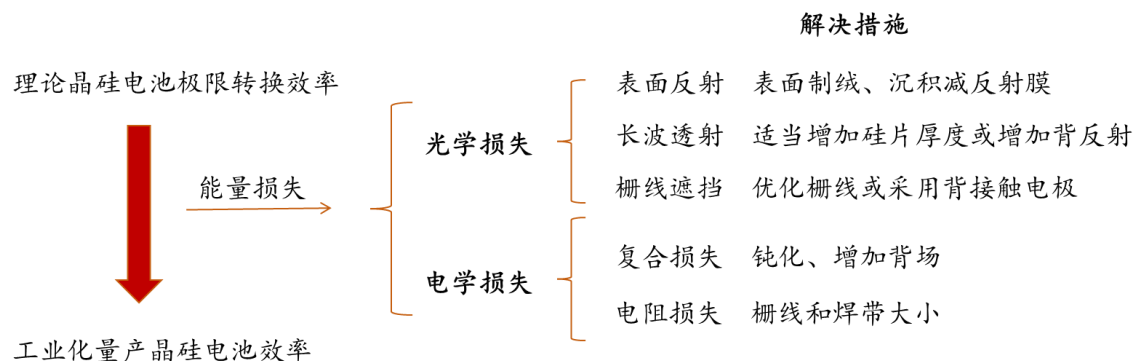 解决措施
理论晶硅电池极限转换效率
能量损失
工业化量产晶硅电池效率
光学损失
表面反射 表面制绒、沉积减反射膜
长波透射 适当增加硅片厚度或增加背反射
栅线遮挡 优化栅线或采用背接触电极
电学损失
复合损失 钝化、增加背场
电阻损失 栅线和焊带大小